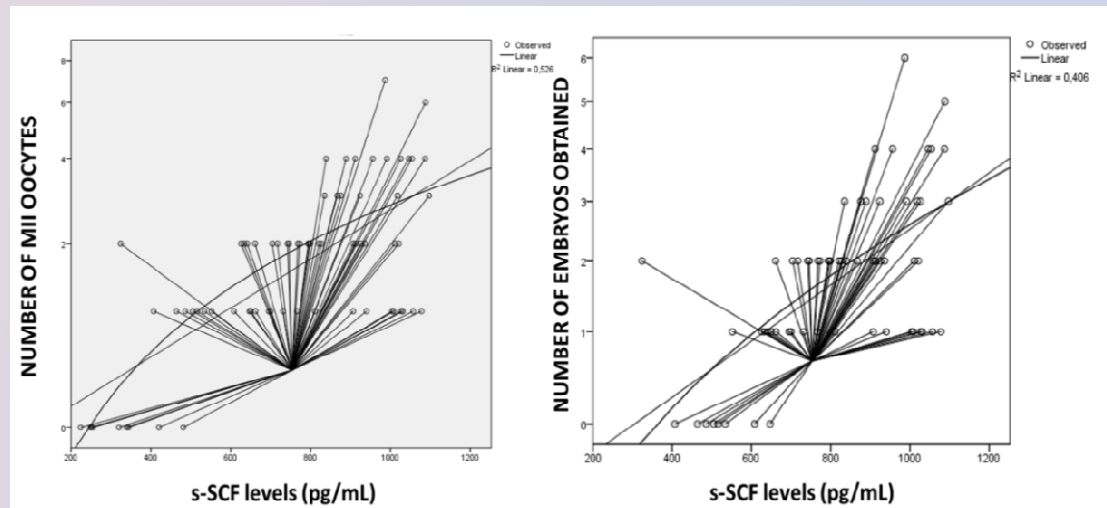 NUMBER OF MII OOCYTES
8
6
4
2
0
200 400 600 800 1000 1200
s-SCF levels (pg/mL)
Observed
Linear
R² Linear = 0,526
NUMBER OF EMBRYOS OBTAINED
6
5
4
3
2
1
0
200 400 600 800 1000 1200
s-SCF levels (pg/mL)
Observed
Linear
R² Linear = 0,406